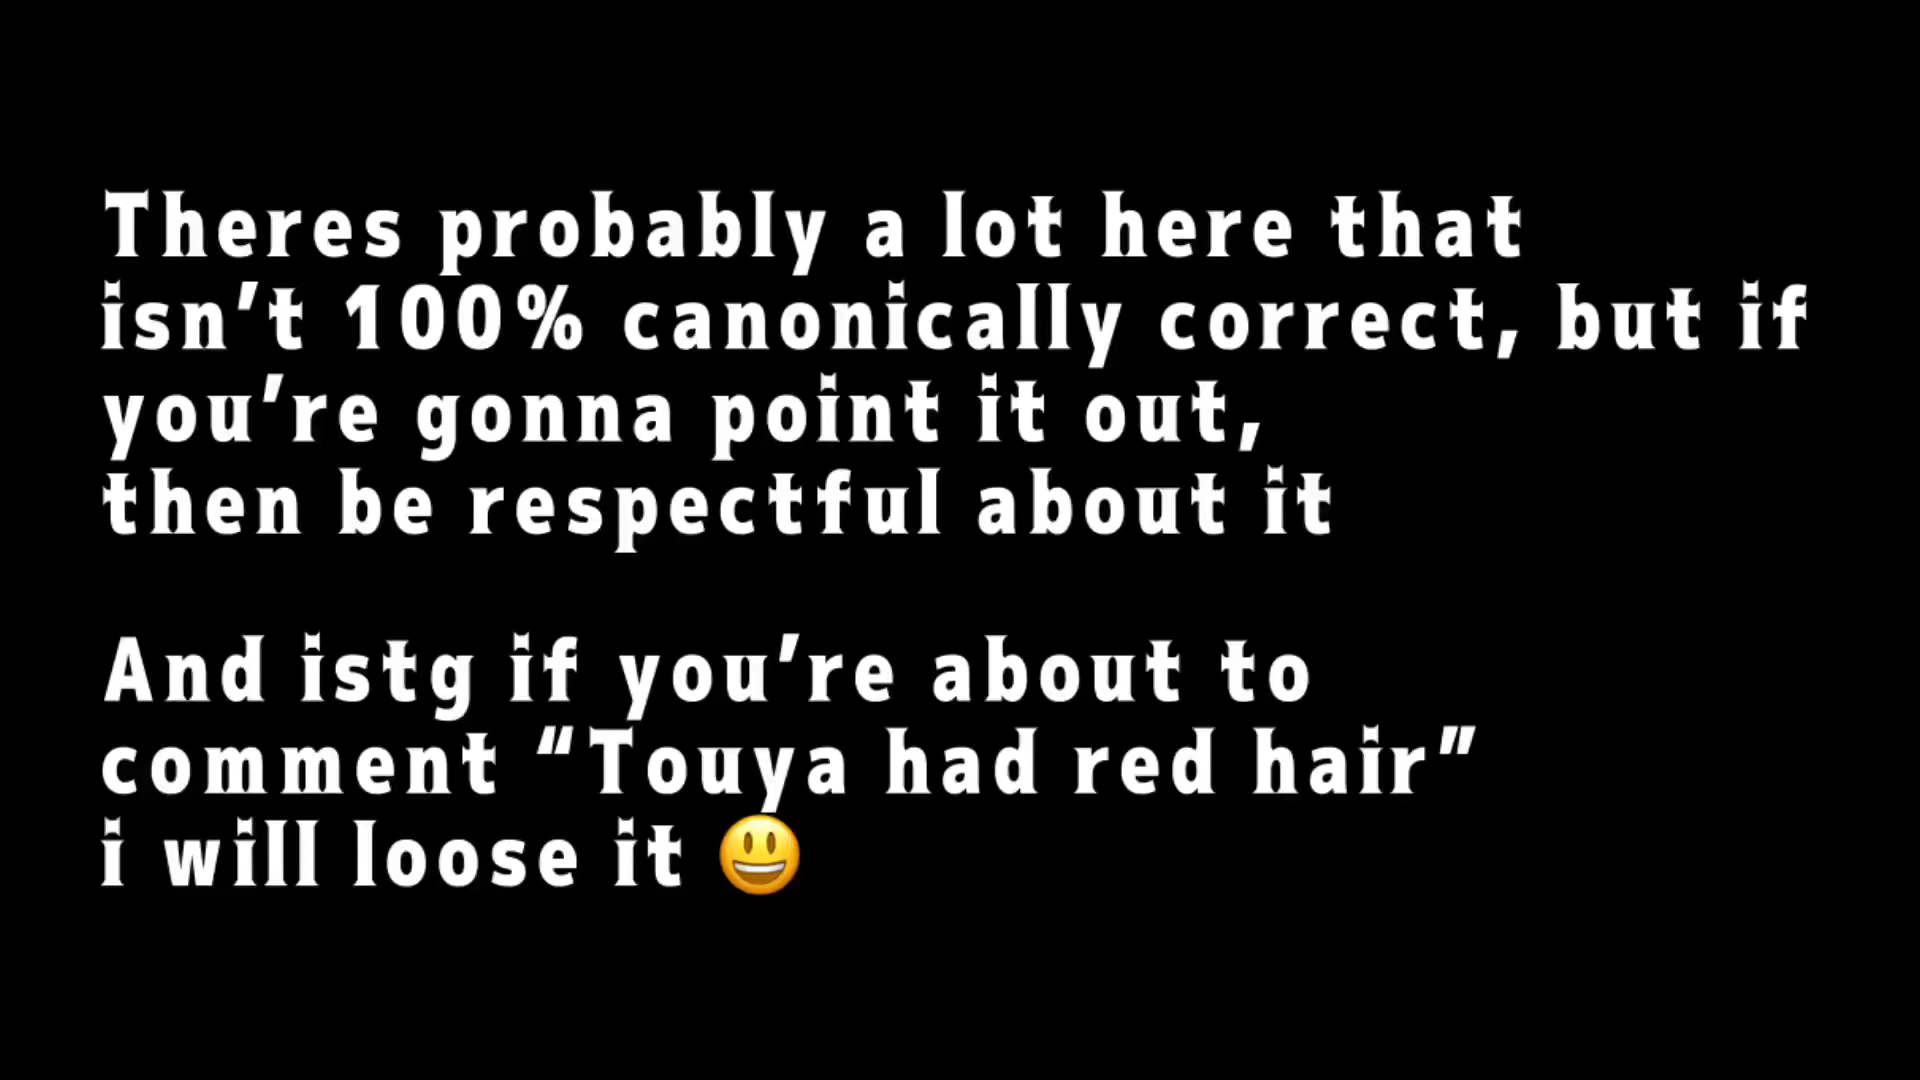 Theres probably a lot here that
isn’t 100% canonically correct, but if
you’re gonna point it out,
then be respectful about it
And istg if you’re about to
comment “Touya had red hair”
i will loose it 😃